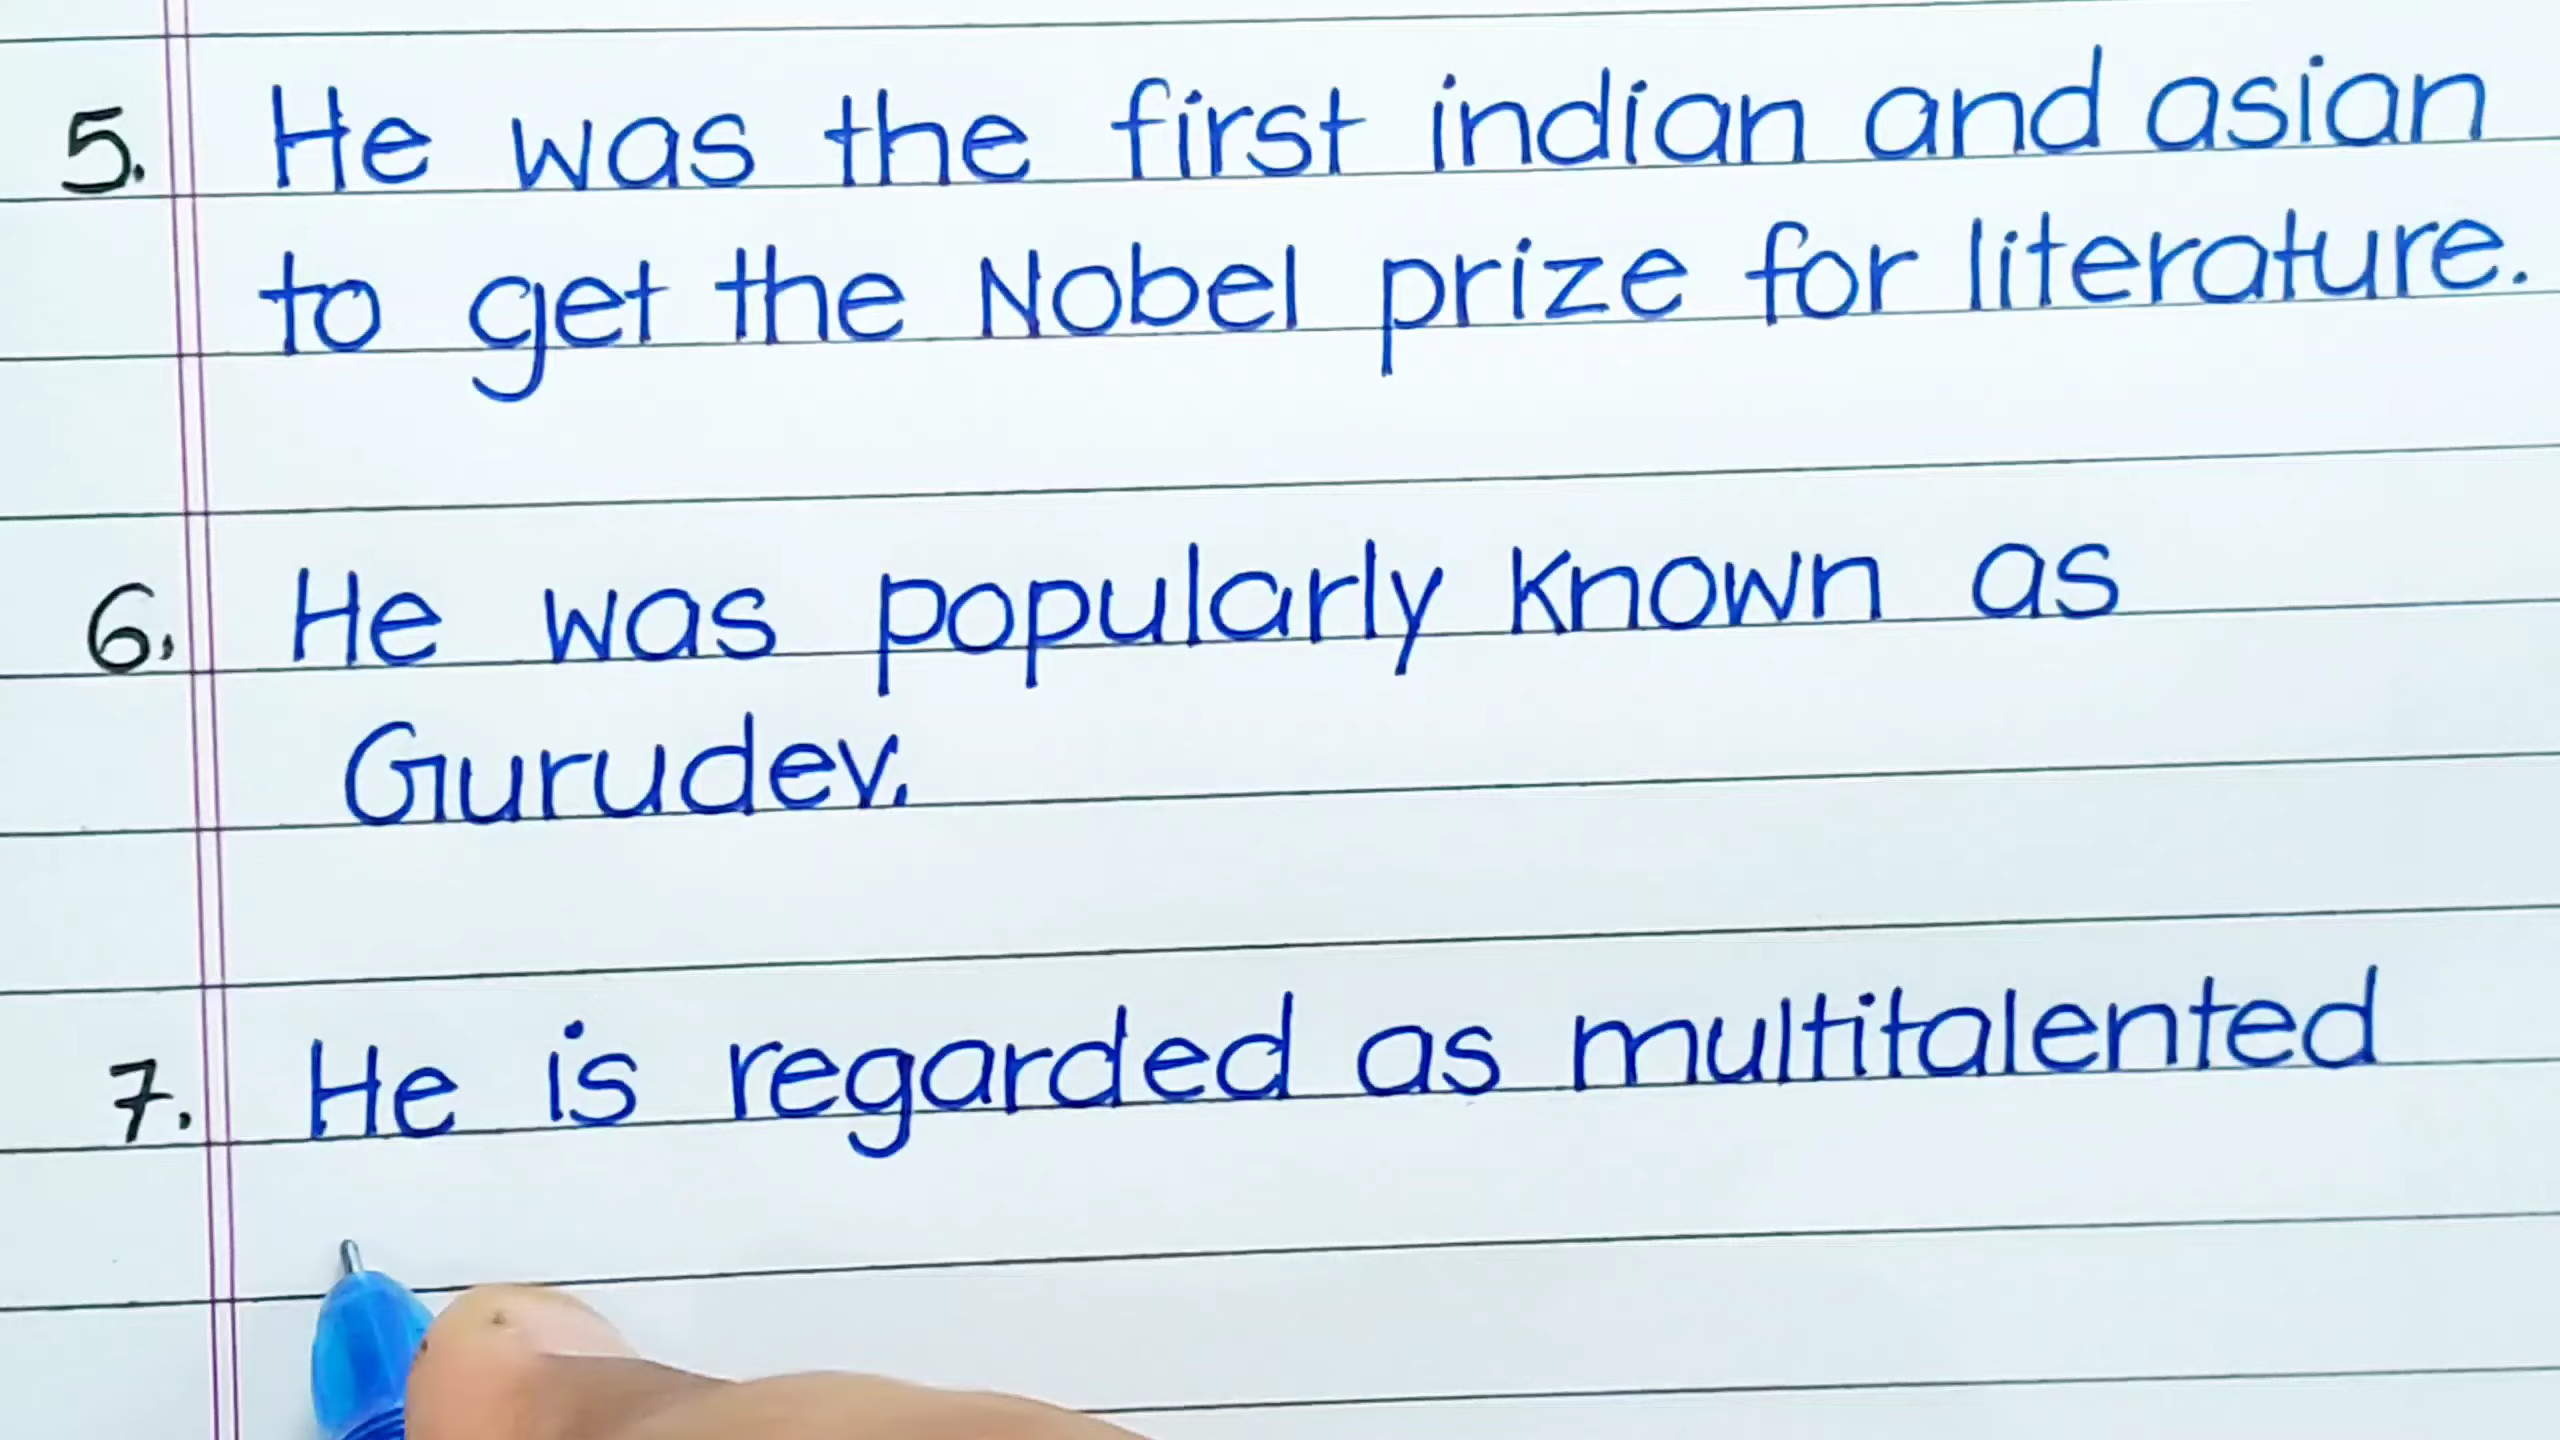 5. He was the first indian and asian
to get the Nobel prize for literature.
6. He was popularly known as
Gurudev.
7. He is regarded as multitalented